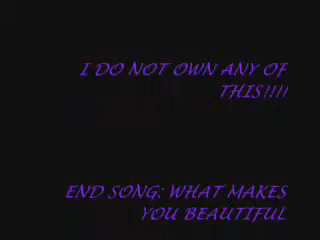 I DO NOT OWN ANY OF
THIS!!!!
END SONG: WHAT MAKES
YOU BEAUTIFUL